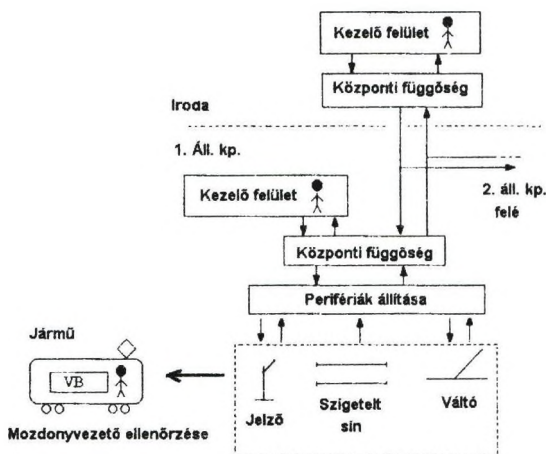 Kezelő felület
Központi függőség
Iroda
1. Áll. kp.
Kezelő felület
2. áll. kp.
felé
Központi függőség
Perifériák állítása
Jármű
VB
Mozdonyvezető ellenőrzése
Jelző
Szigetelt
sín
Váltó